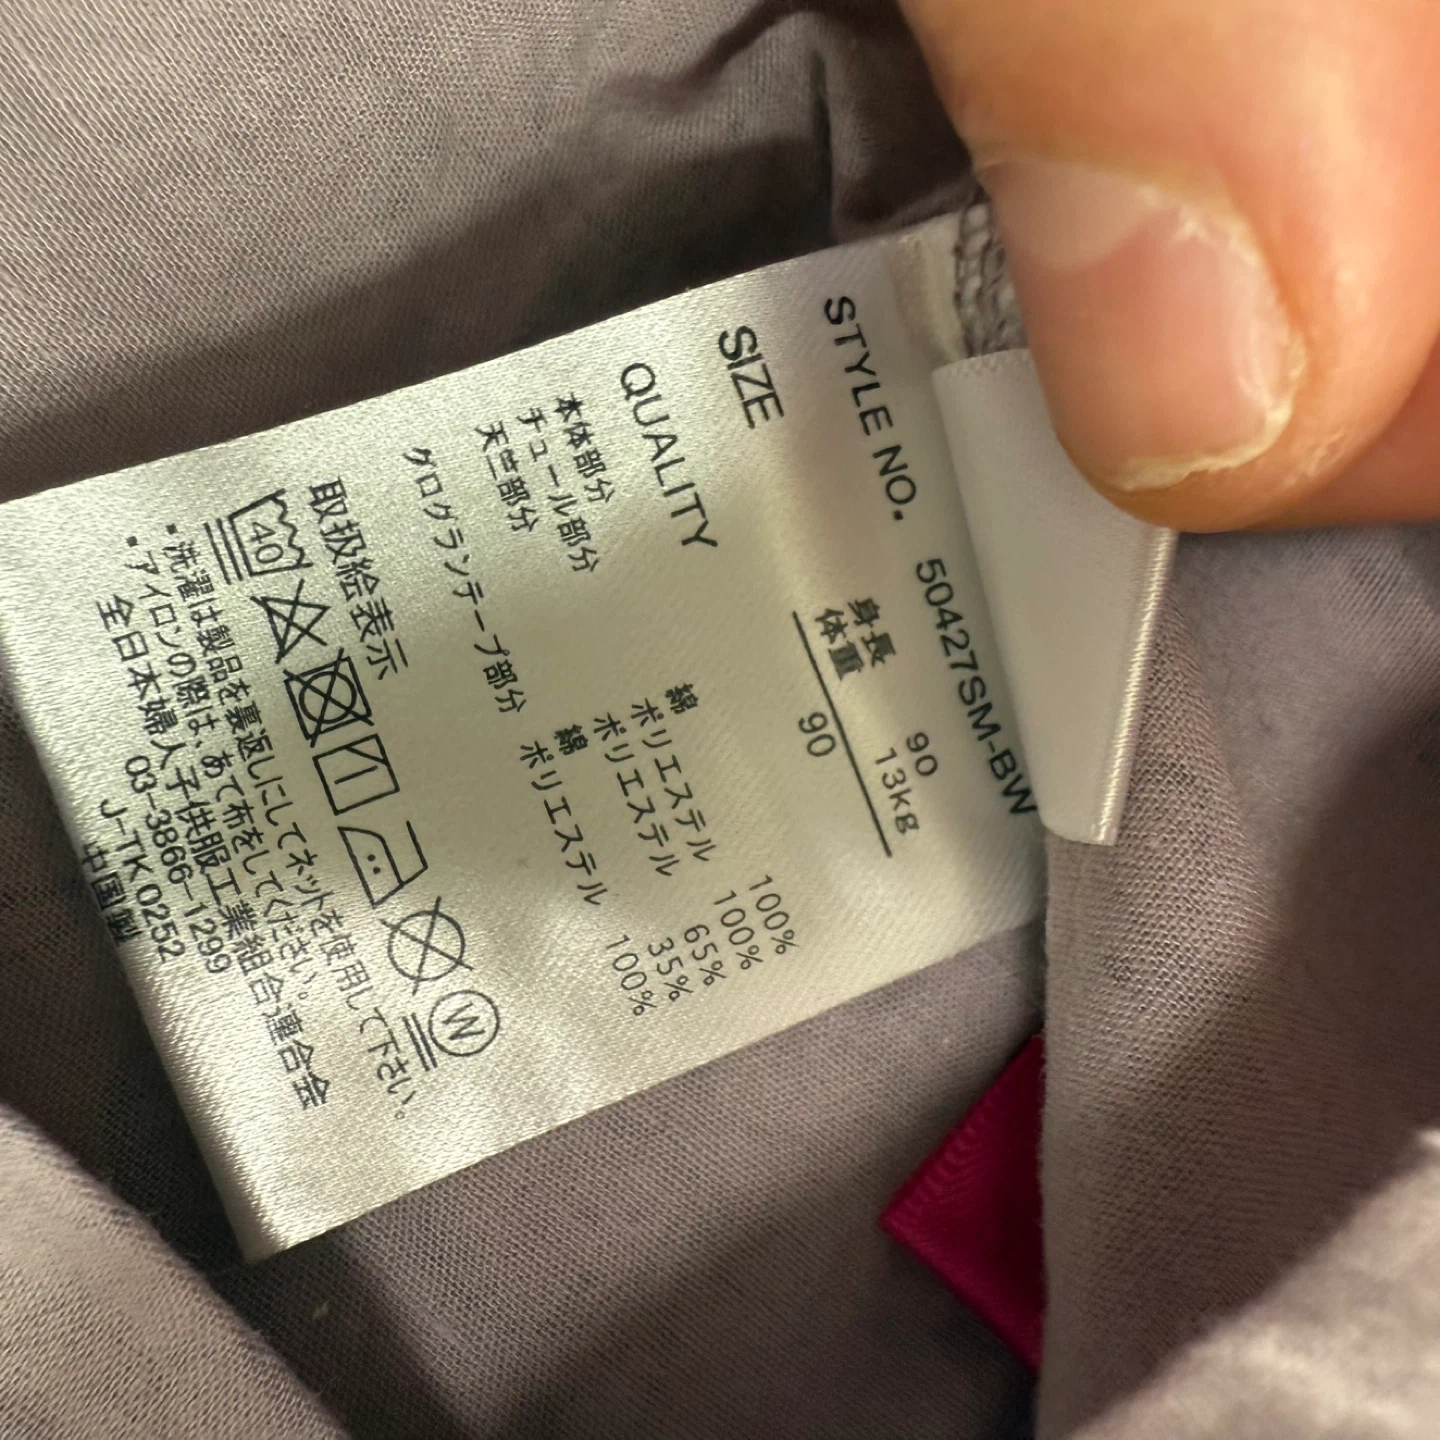 STYLE NO. 50427SM-BW
SIZE
身長 90
体重 13kg
90
QUALITY
本体部分 綿 100%
チュール部分 ポリエステル 100%
天竺部分 ポリエステル 65%
綿 35%
グログランテープ部分 ポリエステル 100%
取扱絵表示
40
W
・洗濯は製品を裏返しにしてネットを使用して下さい。
・アイロンの際は、あて布をしてください。
全日本婦人子供服工業組合連合会
03-3866-1299
J-TK 0252
中国製